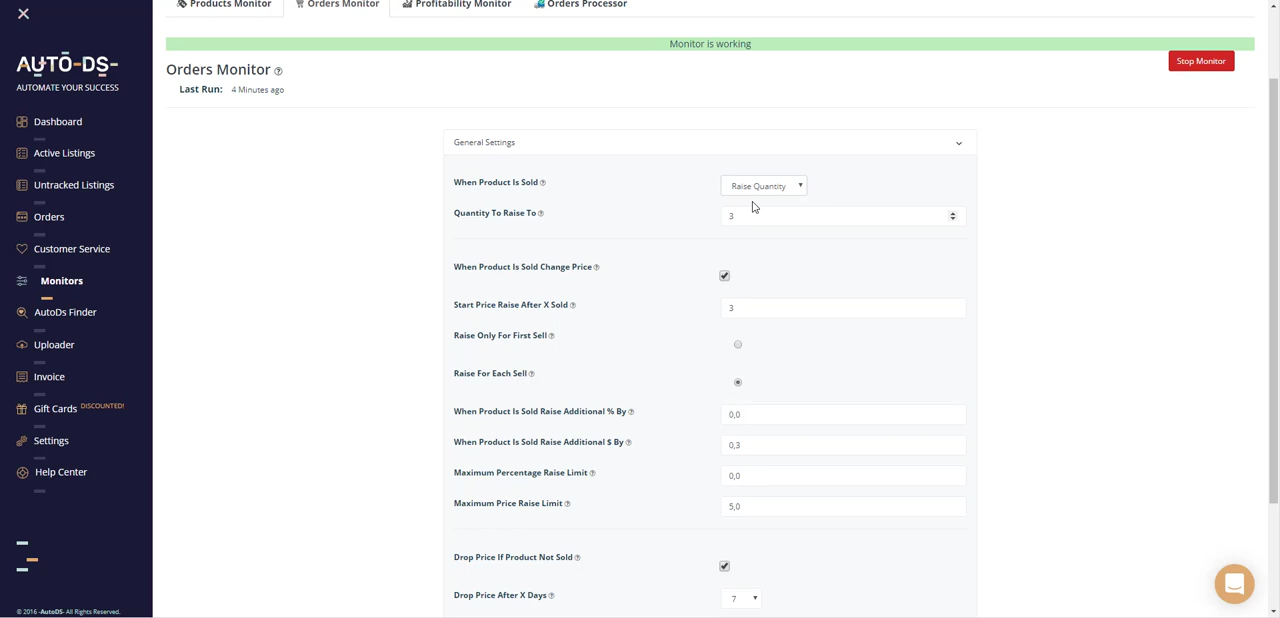 Products Monitor
Orders Monitor
Profitability Monitor
Orders Processor
Monitor is working
Stop Monitor
Orders Monitor
Last Run: 4 Minutes ago
AUTO-DS-
AUTOMATE YOUR SUCCESS
Dashboard
Active Listings
Untracked Listings
Orders
Customer Service
Monitors
AutoDs Finder
Uploader
Invoice
Gift Cards DISCOUNTED!
Settings
Help Center
© 2016 -AutoDS- All Rights Reserved.
General Settings
When Product Is Sold
Raise Quantity
Quantity To Raise To
3
When Product Is Sold Change Price
Start Price Raise After X Sold
3
Raise Only For First Sell
Raise For Each Sell
When Product Is Sold Raise Additional % By
0,0
When Product Is Sold Raise Additional $ By
0,3
Maximum Percentage Raise Limit
0,0
Maximum Price Raise Limit
5,0
Drop Price If Product Not Sold
Drop Price After X Days
7